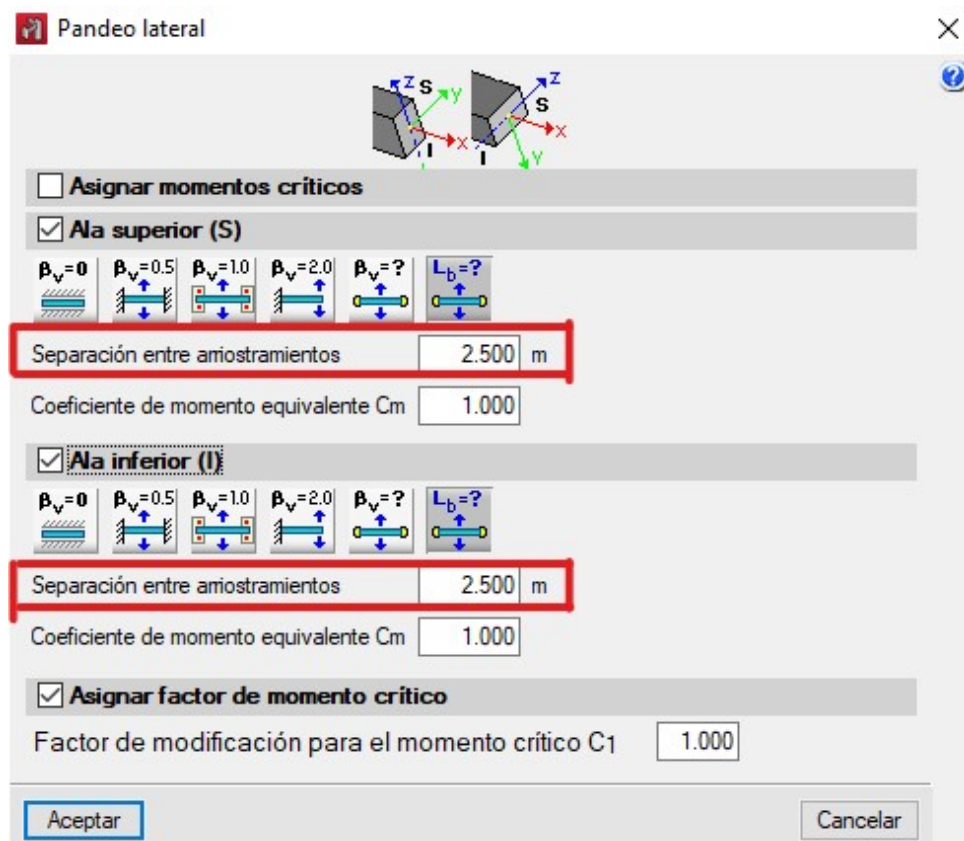 Pandeo lateral
Z S Y X I
Z S X I Y
Asignar momentos críticos
Ala superior (S)
βv=0 βv=0.5 βv=1.0 βv=2.0 βv=? Lb=?
Separación entre arriostramientos 2.500 m
Coeficiente de momento equivalente Cm 1.000
Ala inferior (I)
βv=0 βv=0.5 βv=1.0 βv=2.0 βv=? Lb=?
Separación entre arriostramientos 2.500 m
Coeficiente de momento equivalente Cm 1.000
Asignar factor de momento crítico
Factor de modificación para el momento crítico C1 1.000
Aceptar Cancelar